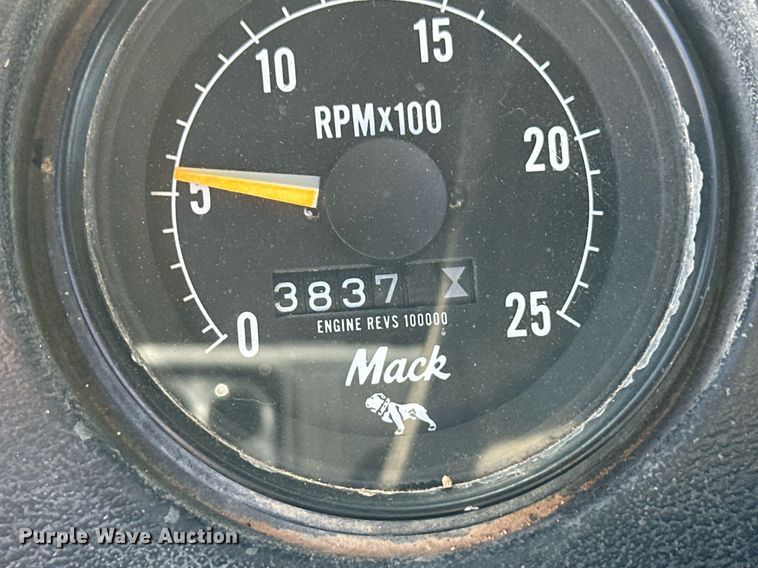 15
10
RPMX100
20
5
3837
0
25
ENGINE REVS 100000
Mack
Purple Wave Auction